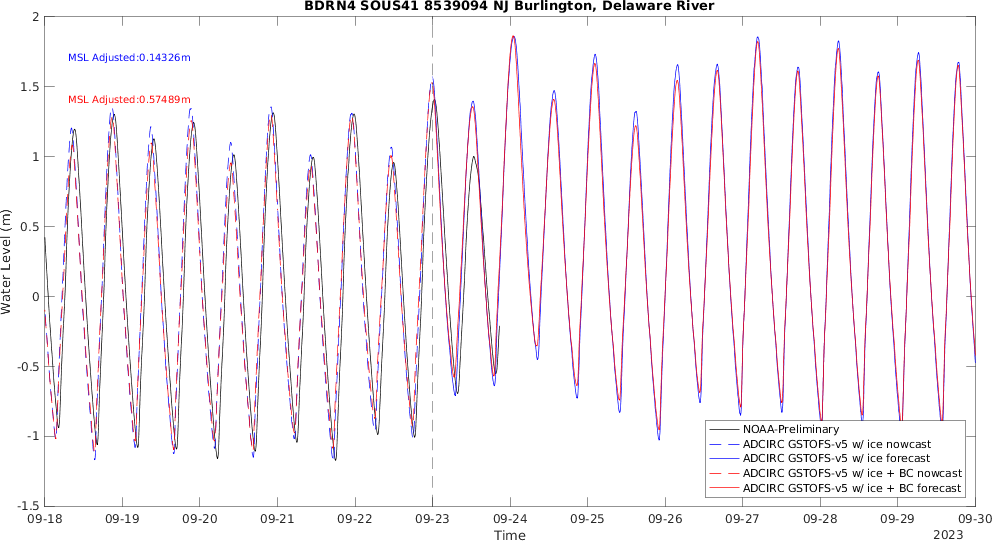 BDRN4 SOUS41 8539094 NJ Burlington, Delaware River
2
1.5
1
0.5
0
-0.5
-1
-1.5
Water Level (m)
MSL Adjusted:0.14326m
MSL Adjusted:0.57489m
NOAA-Preliminary
ADCIRC GSTOFS-v5 w/ ice nowcast
ADCIRC GSTOFS-v5 w/ ice forecast
ADCIRC GSTOFS-v5 w/ ice + BC nowcast
ADCIRC GSTOFS-v5 w/ ice + BC forecast
09-18 09-19 09-20 09-21 09-22 09-23 09-24 09-25 09-26 09-27 09-28 09-29 09-30
Time
2023